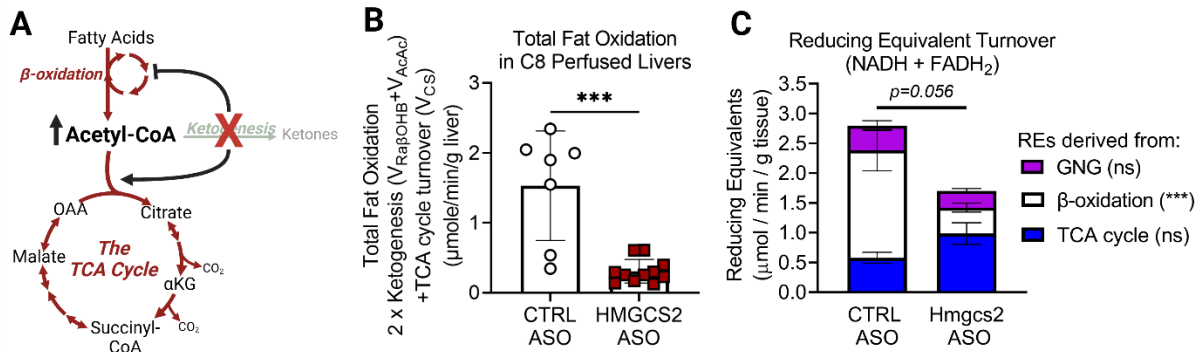 A
Fatty Acids
β-oxidation
Acetyl-CoA
Ketogenesis
X
Ketones
OAA
Citrate
Malate
The
TCA Cycle
CO2
αKG
CO2
Succinyl-
CoA
B
Total Fat Oxidation
in C8 Perfused Livers
Total Fat Oxidation
2 x Ketogenesis (VRaβOHB+VAcAc)
+TCA cycle turnover (VCS)
(μmole/min/g liver)
3
2
1
0
***
CTRL
ASO
HMGCS2
ASO
C
Reducing Equivalent Turnover
(NADH + FADH2)
Reducing Equivalents
(μmol / min / g tissue)
3.5
3.0
2.5
2.0
1.5
1.0
0.5
0.0
p=0.056
CTRL
ASO
Hmgcs2
ASO
REs derived from:
GNG (ns)
β-oxidation (***)
TCA cycle (ns)